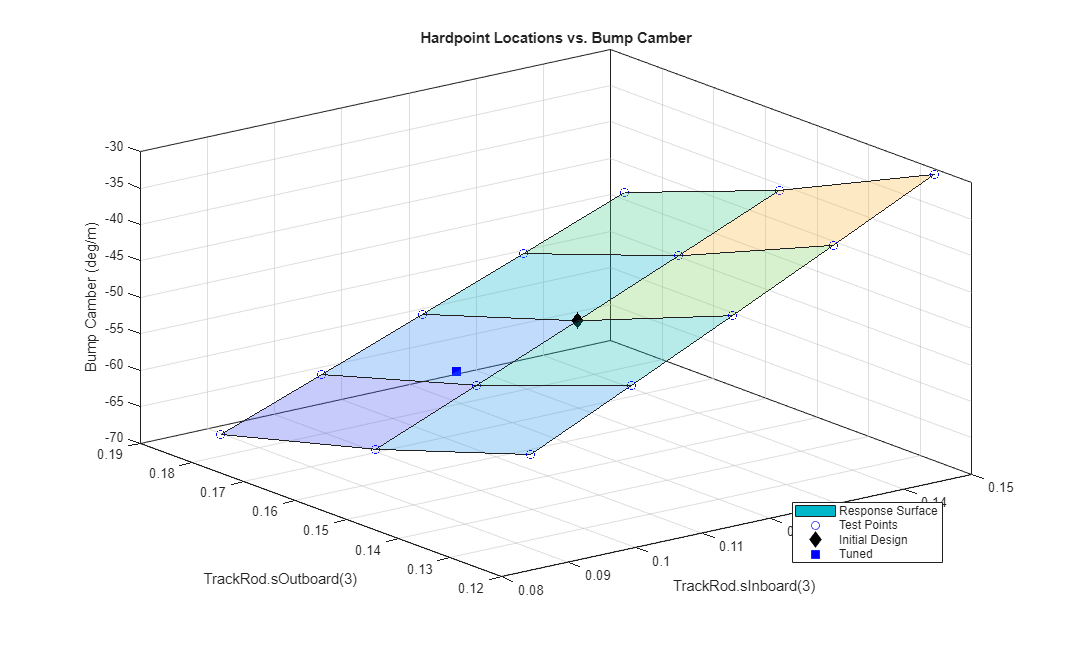 Hardpoint Locations vs. Bump Camber
-30
-35
-40
-45
-50
-55
-60
-65
-70
Bump Camber (deg/m)
0.19
0.18
0.17
0.16
0.15
0.14
0.13
0.12
TrackRod.sOutboard(3)
0.08
0.09
0.1
0.11
0.15
TrackRod.sInboard(3)
Response Surface
Test Points
Initial Design
Tuned